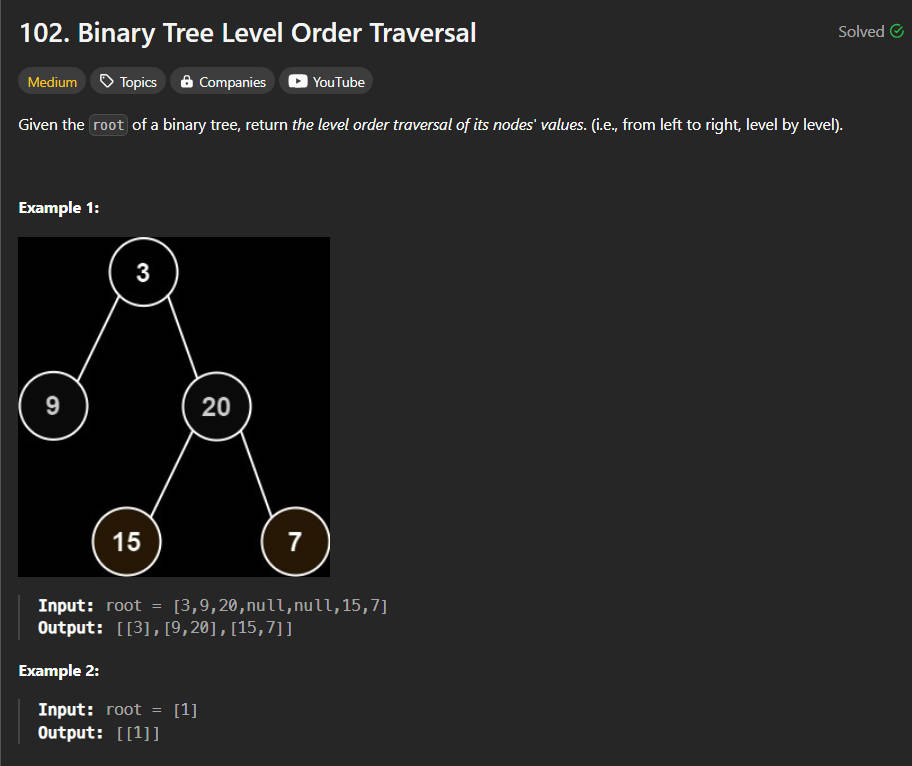 102. Binary Tree Level Order Traversal
Solved
Medium Topics Companies YouTube
Given the root of a binary tree, return the level order traversal of its nodes' values. (i.e., from left to right, level by level).
Example 1:
3
9 20
15 7
Input: root = [3,9,20,null,null,15,7]
Output: [[3],[9,20],[15,7]]
Example 2:
Input: root = [1]
Output: [[1]]